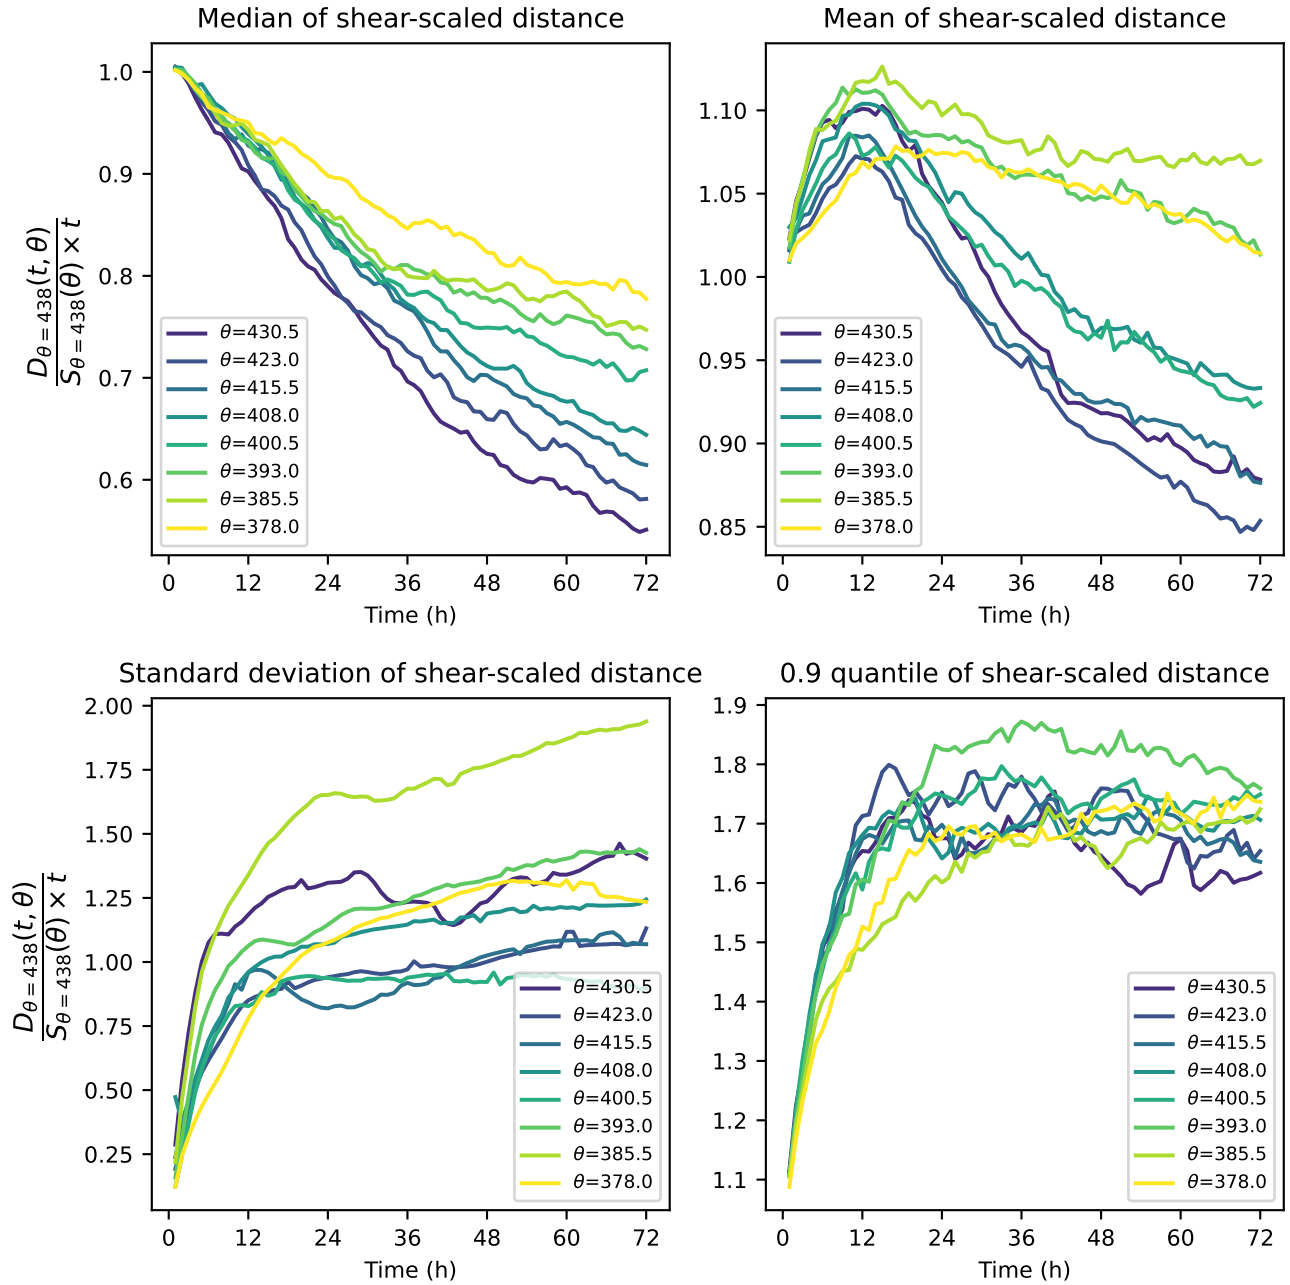 Median of shear-scaled distance
D_{θ=438}(t, θ)
S_{θ=438}(θ) × t
1.0
0.9
0.8
0.7
0.6
θ=430.5
θ=423.0
θ=415.5
θ=408.0
θ=400.5
θ=393.0
θ=385.5
θ=378.0
0 12 24 36 48 60 72
Time (h)
Mean of shear-scaled distance
1.10
1.05
1.00
0.95
0.90
0.85
θ=430.5
θ=423.0
θ=415.5
θ=408.0
θ=400.5
θ=393.0
θ=385.5
θ=378.0
0 12 24 36 48 60 72
Time (h)
Standard deviation of shear-scaled distance
D_{θ=438}(t, θ)
S_{θ=438}(θ) × t
2.00
1.75
1.50
1.25
1.00
0.75
0.50
0.25
θ=430.5
θ=423.0
θ=415.5
θ=408.0
θ=400.5
θ=393.0
θ=385.5
θ=378.0
0 12 24 36 48 60 72
Time (h)
0.9 quantile of shear-scaled distance
1.9
1.8
1.7
1.6
1.5
1.4
1.3
1.2
1.1
θ=430.5
θ=423.0
θ=415.5
θ=408.0
θ=400.5
θ=393.0
θ=385.5
θ=378.0
0 12 24 36 48 60 72
Time (h)